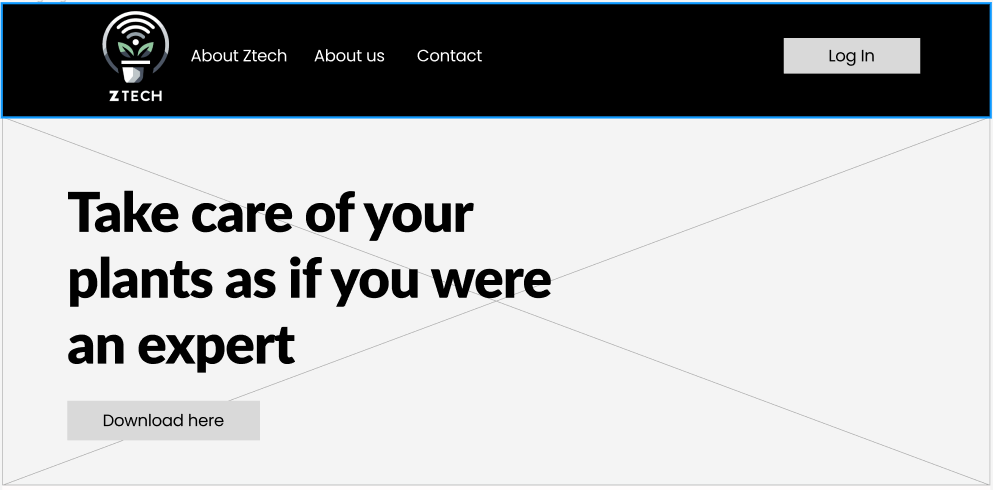 ZTECH
About Ztech
About us
Contact
Log In
Take care of your
plants as if you were
an expert
Download here